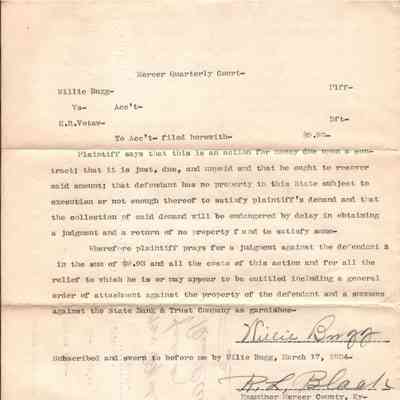 Mercer Quarterly Court-
Willie Bugg- Plff-
Vs- Acc't-
E.R.Votaw- Dft-
To Acc't- filed herewith- $9.93-
Plaintiff says that this is an action for money due upon a con-
tract; that it is just, due, and unpaid and that he ought to recover
said amount; that defendant has no property in this State subject to
execution or not enough thereof to satisfy plaintiff's demand and that
the collection of said demand will be endangered by delay in obtaining
a judgment and a return of no property found to satisfy same-
Wherefore plaintiff prays for a judgment against the defendant
in the sum of $9.93 and all the costs of this action and for all the
relief to which he is or may appear to be entitled including a general
order of attachment against the property of the defendant and a summons
against the State Bank & Trust Company as garnishee-
Willie Bugg
Subscribed and sworn to before me by Willie Bugg, March 17, 1924-
R.L. Black
Examiner Mercer County, Ky-